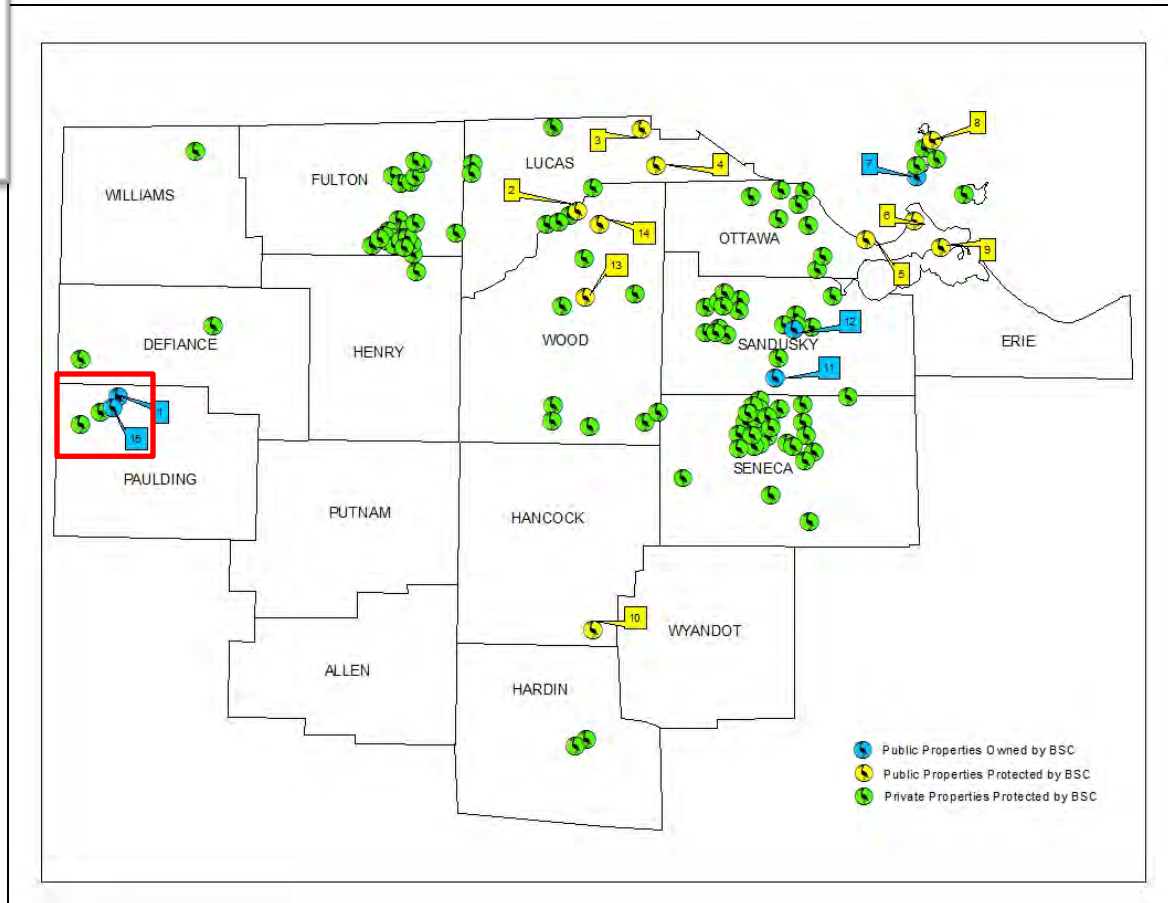 8
3
LUCAS
4
7
WILLIAMS
FULTON
2
6
14
OTTAWA
9
5
13
12
DEFIANCE
HENRY
WOOD
SANDUSKY
ERIE
11
1
15
SENECA
PAULDING
PUTNAM
HANCOCK
10
WYANDOT
ALLEN
HARDIN
Public Properties Owned by BSC
Public Properties Protected by BSC
Private Properties Protected by BSC